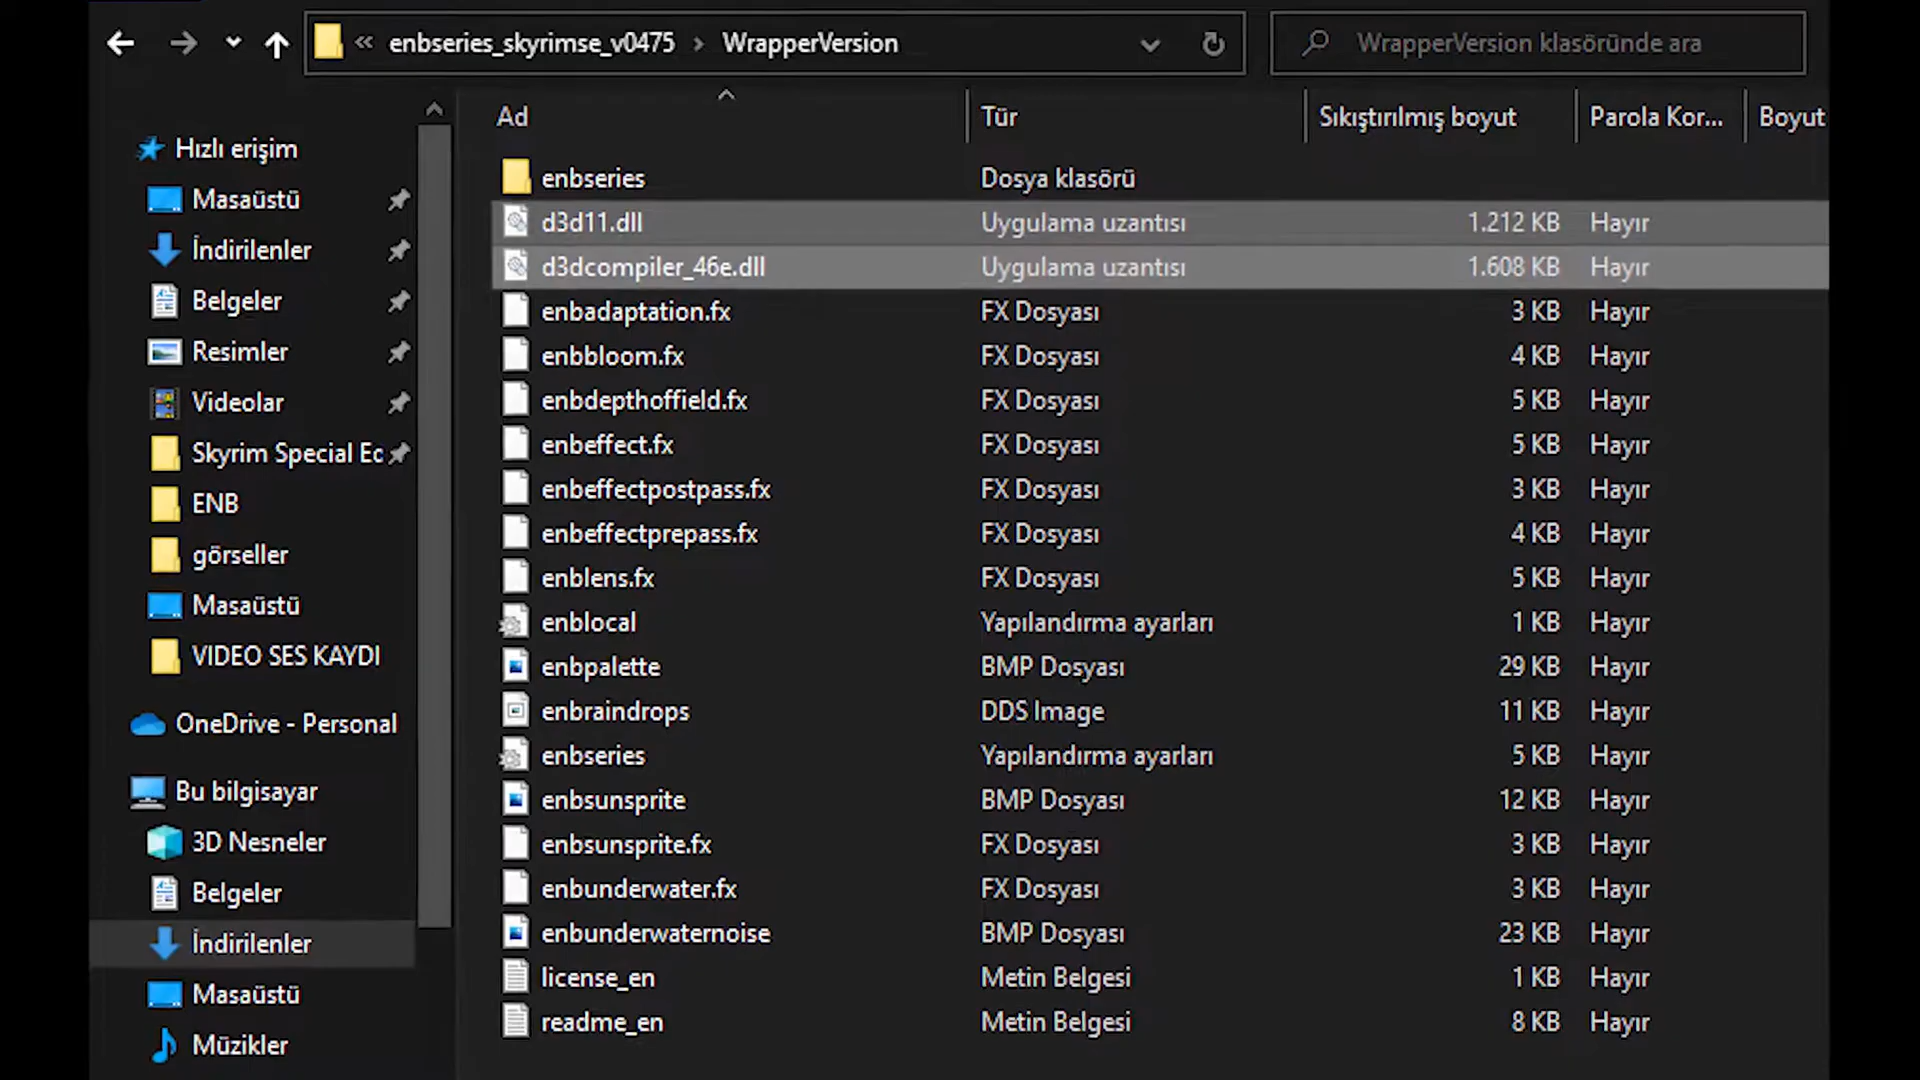 « enbseries_skyrimse_v0475 › WrapperVersion
WrapperVersion klasöründe ara
Hızlı erişim
Masaüstü
İndirilenler
Belgeler
Resimler
Videolar
Skyrim Special Ec
ENB
görseller
Masaüstü
VIDEO SES KAYDI
OneDrive - Personal
Bu bilgisayar
3D Nesneler
Belgeler
İndirilenler
Masaüstü
Müzikler
Ad Tür Sıkıştırılmış boyut Parola Kor... Boyut
enbseries Dosya klasörü
d3d11.dll Uygulama uzantısı 1.212 KB Hayır
d3dcompiler_46e.dll Uygulama uzantısı 1.608 KB Hayır
enbadaptation.fx FX Dosyası 3 KB Hayır
enbbloom.fx FX Dosyası 4 KB Hayır
enbdepthoffield.fx FX Dosyası 5 KB Hayır
enbeffect.fx FX Dosyası 5 KB Hayır
enbeffectpostpass.fx FX Dosyası 3 KB Hayır
enbeffectprepass.fx FX Dosyası 4 KB Hayır
enblens.fx FX Dosyası 5 KB Hayır
enblocal Yapılandırma ayarları 1 KB Hayır
enbpalette BMP Dosyası 29 KB Hayır
enbraindrops DDS Image 11 KB Hayır
enbseries Yapılandırma ayarları 5 KB Hayır
enbsunsprite BMP Dosyası 12 KB Hayır
enbsunsprite.fx FX Dosyası 3 KB Hayır
enbunderwater.fx FX Dosyası 3 KB Hayır
enbunderwaternoise BMP Dosyası 23 KB Hayır
license_en Metin Belgesi 1 KB Hayır
readme_en Metin Belgesi 8 KB Hayır